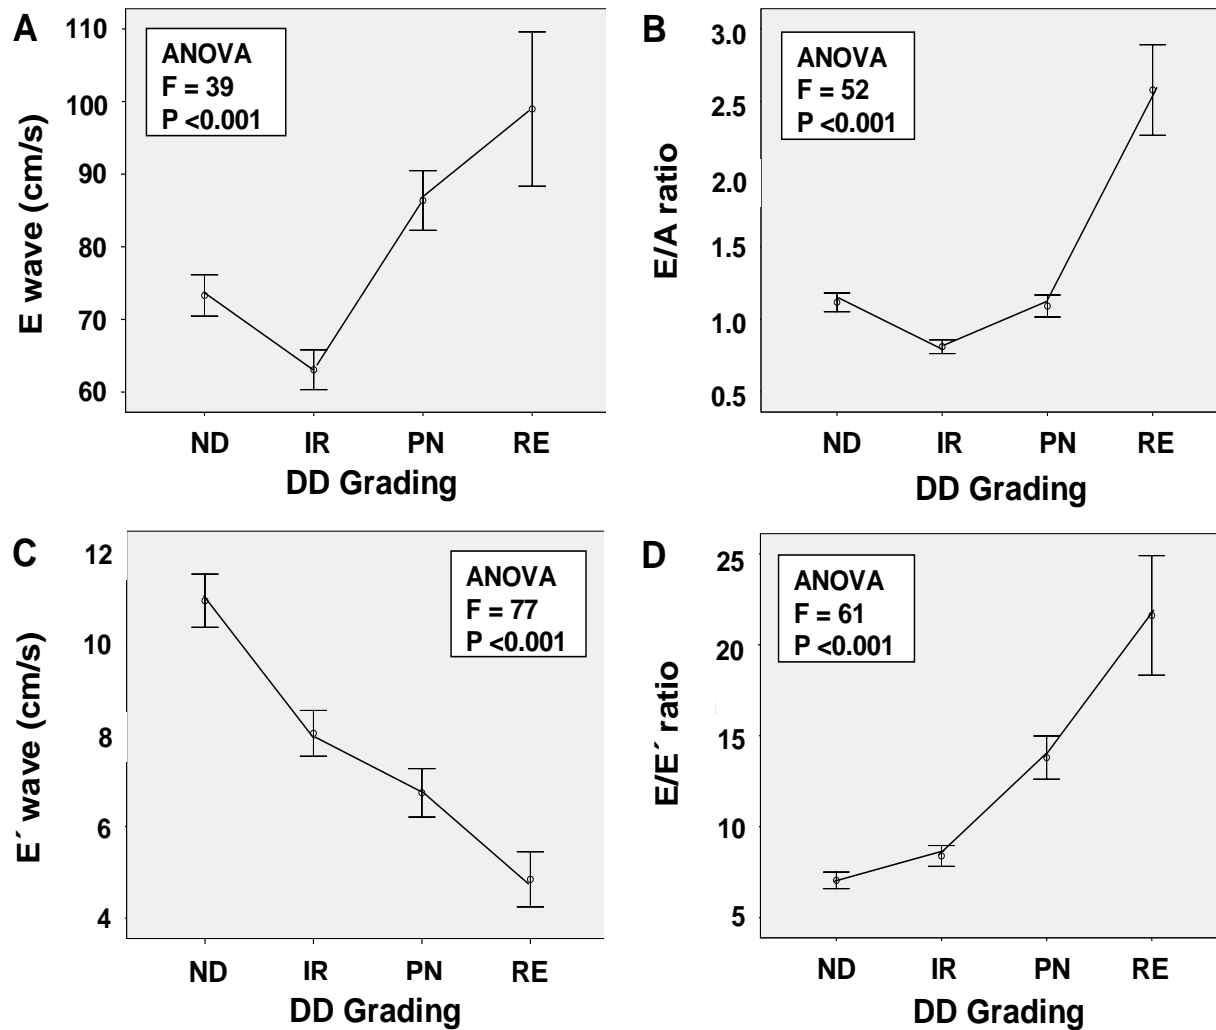 A
E wave (cm/s)
110
100
90
80
70
60
ANOVA
F = 39
P <0.001
ND IR PN RE
DD Grading
B
E/A ratio
3.0
2.5
2.0
1.5
1.0
0.5
ANOVA
F = 52
P <0.001
ND IR PN RE
DD Grading
C
E´ wave (cm/s)
12
10
8
6
4
ANOVA
F = 77
P <0.001
ND IR PN RE
DD Grading
D
E/E´ ratio
25
20
15
10
5
ANOVA
F = 61
P <0.001
ND IR PN RE
DD Grading